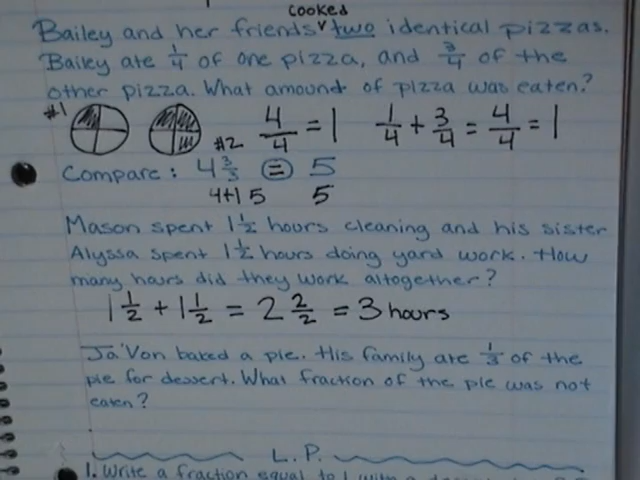 cooked
Bailey and her friends ˅ two identical pizzas.
Bailey ate 1/4 of one pizza, and 3/4 of the
other pizza. What amound of pizza was eaten?
#1 #2 4/4 = 1 1/4 + 3/4 = 4/4 = 1
Compare: 4 3/3 = 5
4+1 5 5
Mason spent 1 1/2 hours cleaning and his sister
Alyssa spent 1 1/2 hours doing yard work. How
many hours did they work altogether?
1 1/2 + 1 1/2 = 2 2/2 = 3 hours
Ja'Von baked a pie. His family ate 1/3 of the
pie for dessert. What fraction of the pie was not
eaten?
L.P.
1. Write a fraction equal to 1 with a